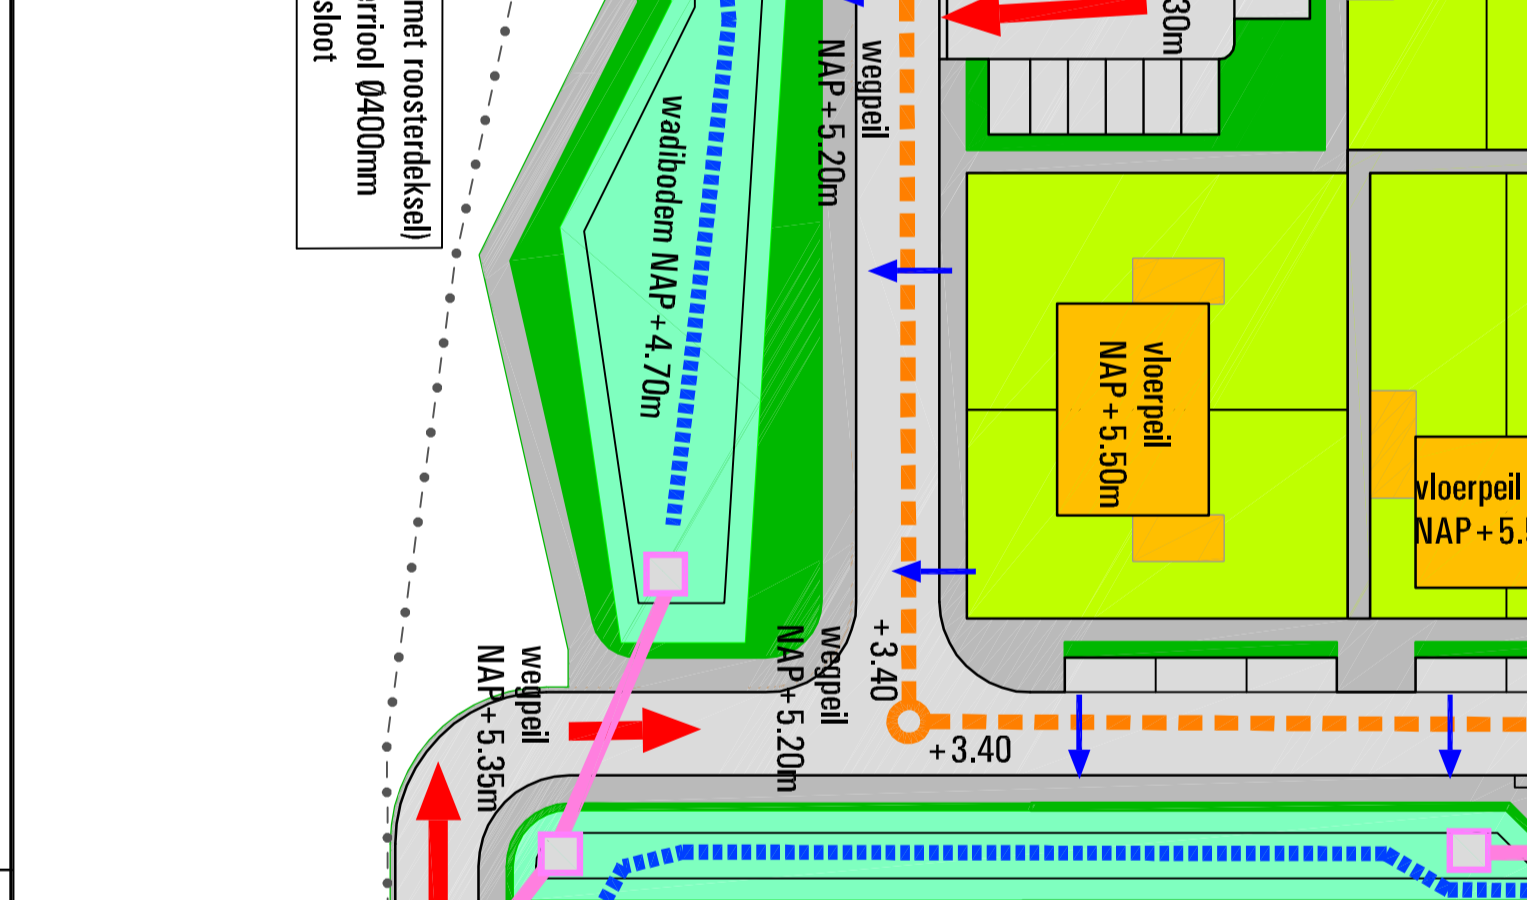 met roosterdeksel)
erriool Ø400mm
sloot
wadibodem NAP+4.70m
wegpeil
NAP+5.20m
30m
vloerpeil
NAP+5.50m
vloerpeil
NAP+5.5
wegpeil
NAP+5.35m
wegpeil
NAP+5.20m
+3.40
+3.40